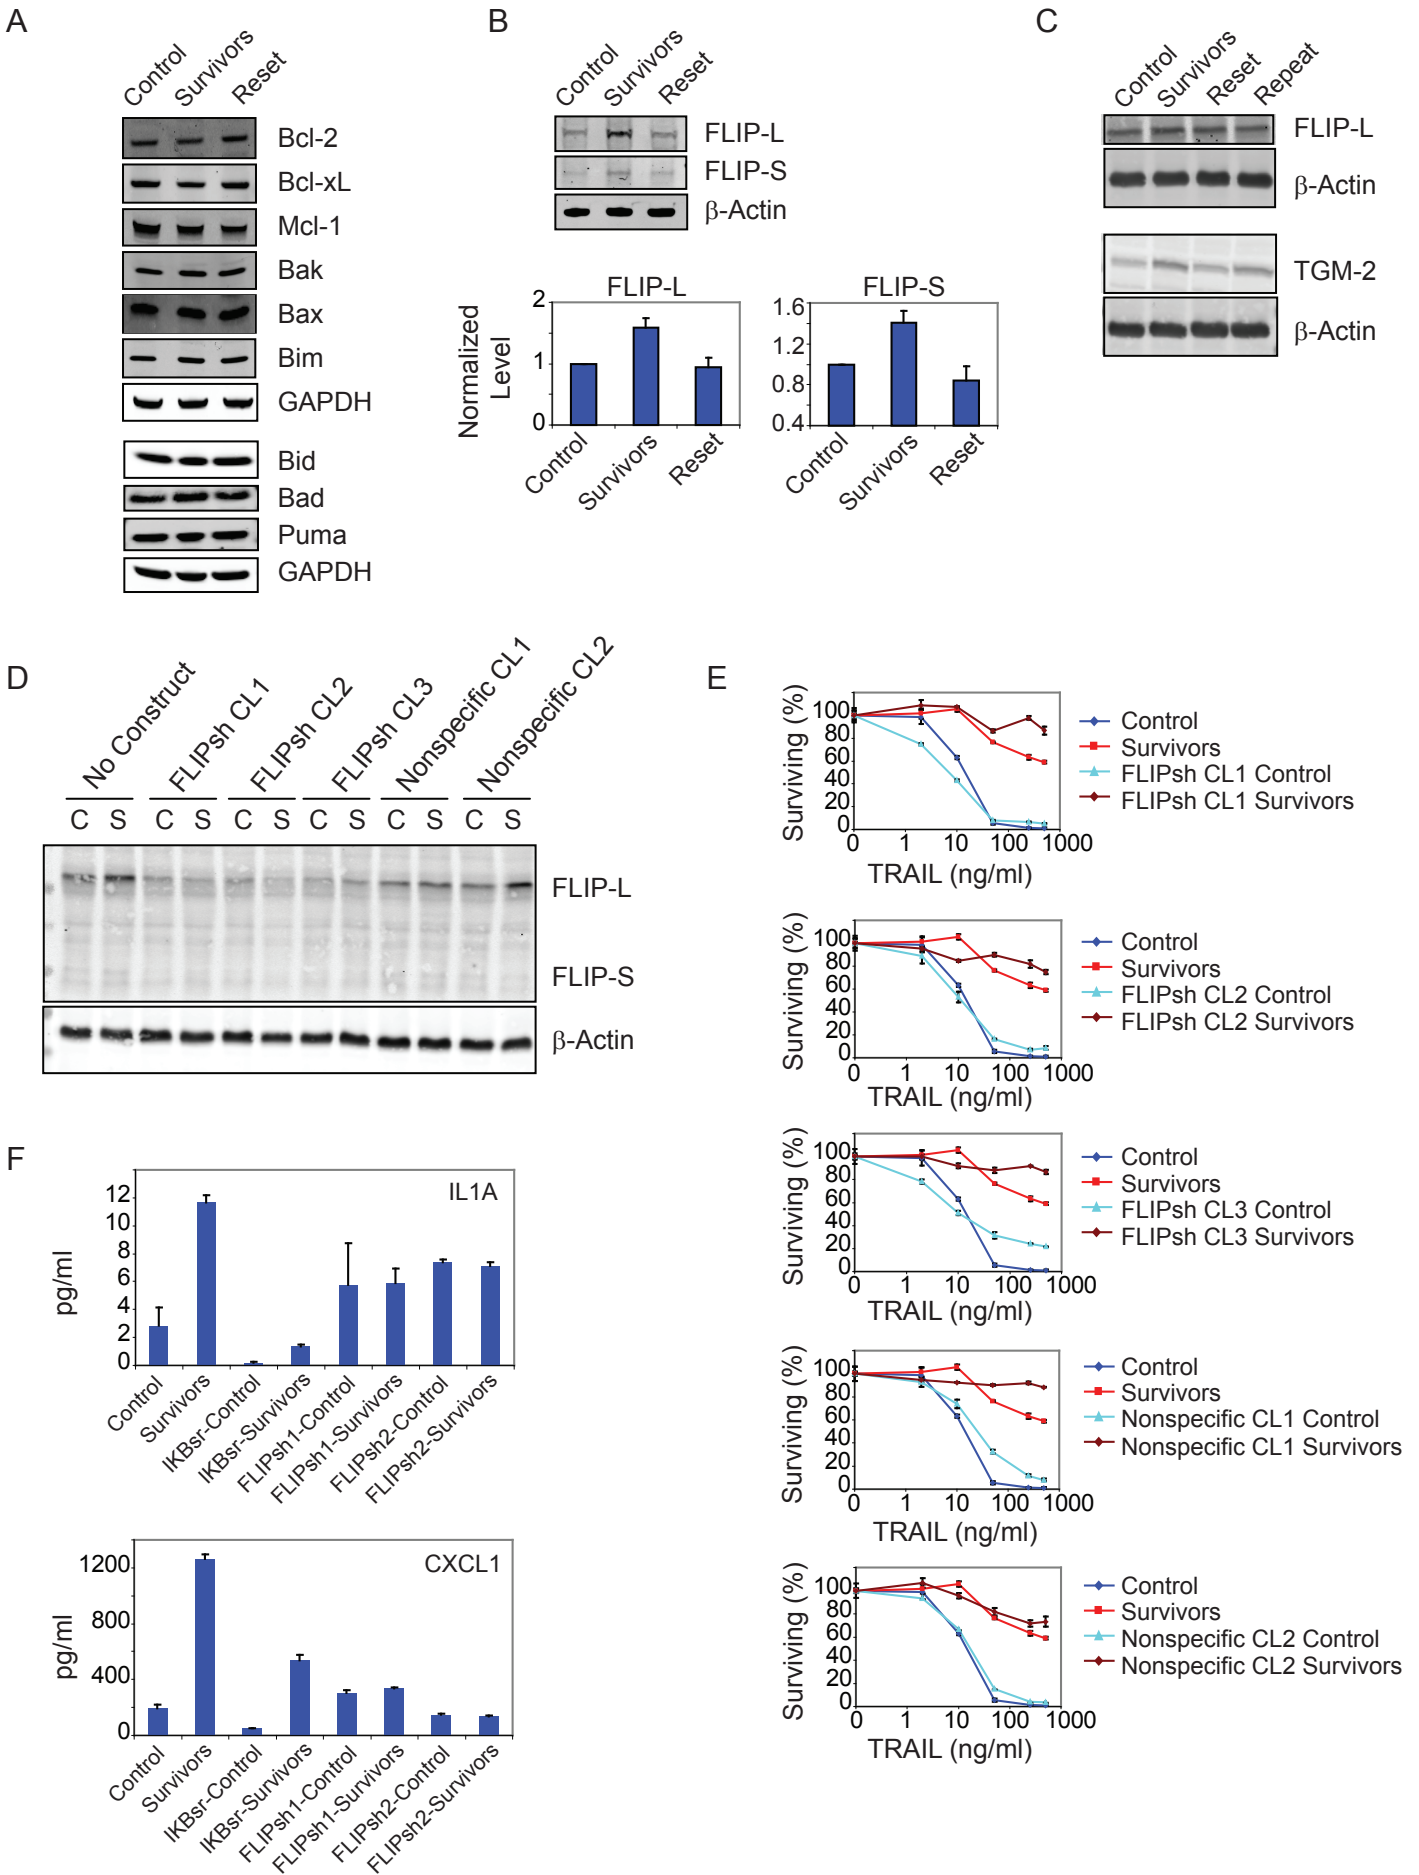 A
Control
Survivors
Reset
Bcl-2
Bcl-xL
Mcl-1
Bak
Bax
Bim
GAPDH
Bid
Bad
Puma
GAPDH
B
Control
Survivors
Reset
FLIP-L
FLIP-S
β-Actin
FLIP-L
Normalized
Level
2
1
0
Control
Survivors
Reset
FLIP-S
1.6
1.2
0.8
0.4
Control
Survivors
Reset
C
Control
Survivors
Reset
Repeat
FLIP-L
β-Actin
TGM-2
β-Actin
D
No Construct
FLIPsh CL1
FLIPsh CL2
FLIPsh CL3
Nonspecific CL1
Nonspecific CL2
C S C S C S C S C S C S
FLIP-L
FLIP-S
β-Actin
E
Surviving (%)
100
80
60
40
20
0
0 1 10 100 1000
TRAIL (ng/ml)
Control
Survivors
FLIPsh CL1 Control
FLIPsh CL1 Survivors
Surviving (%)
100
80
60
40
20
0
0 1 10 100 1000
TRAIL (ng/ml)
Control
Survivors
FLIPsh CL2 Control
FLIPsh CL2 Survivors
Surviving (%)
100
80
60
40
20
0
0 1 10 100 1000
TRAIL (ng/ml)
Control
Survivors
FLIPsh CL3 Control
FLIPsh CL3 Survivors
Surviving (%)
100
80
60
40
20
0
0 1 10 100 1000
TRAIL (ng/ml)
Control
Survivors
Nonspecific CL1 Control
Nonspecific CL1 Survivors
Surviving (%)
100
80
60
40
20
0
0 1 10 100 1000
TRAIL (ng/ml)
Control
Survivors
Nonspecific CL2 Control
Nonspecific CL2 Survivors
F
IL1A
pg/ml
12
10
8
6
4
2
0
Control
Survivors
IKBsr-Control
IKBsr-Survivors
FLIPsh1-Control
FLIPsh1-Survivors
FLIPsh2-Control
FLIPsh2-Survivors
CXCL1
pg/ml
1200
800
400
0
Control
Survivors
IKBsr-Control
IKBsr-Survivors
FLIPsh1-Control
FLIPsh1-Survivors
FLIPsh2-Control
FLIPsh2-Survivors